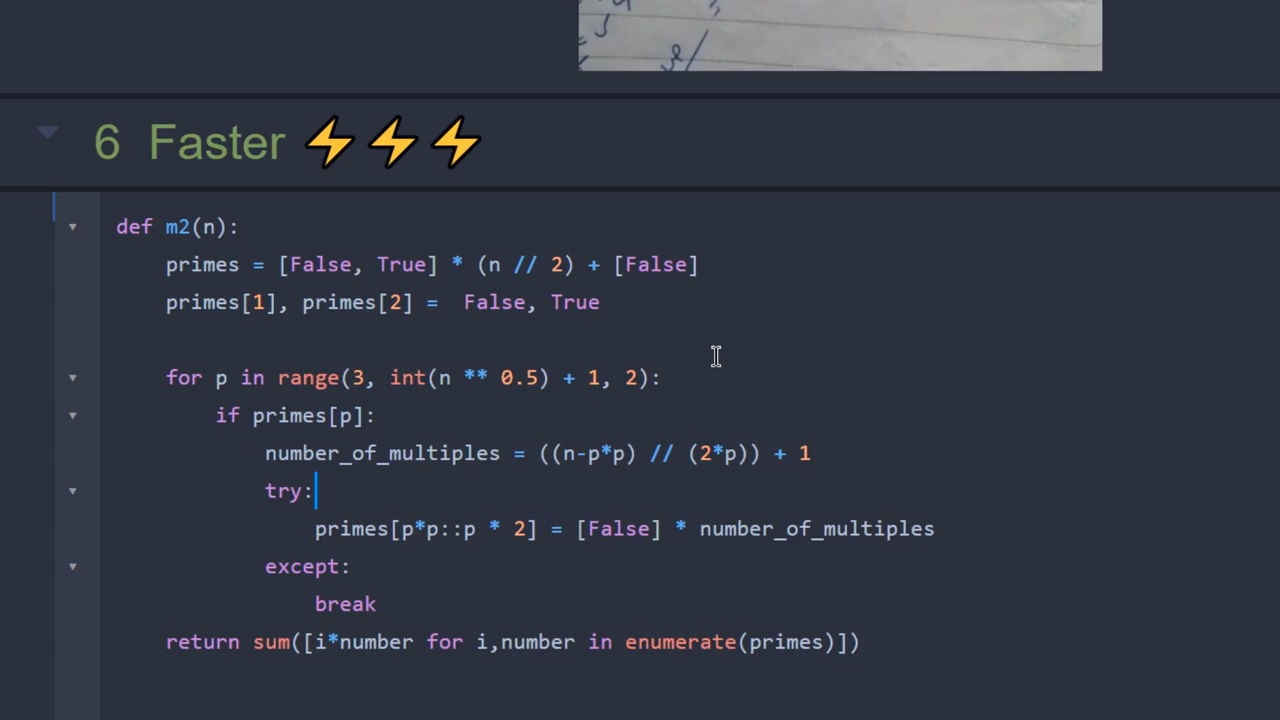 6 Faster ⚡⚡⚡
def m2(n):
primes = [False, True] * (n // 2) + [False]
primes[1], primes[2] =  False, True
for p in range(3, int(n ** 0.5) + 1, 2):
if primes[p]:
number_of_multiples = ((n-p*p) // (2*p)) + 1
try:
primes[p*p::p * 2] = [False] * number_of_multiples
except:
break
return sum([i*number for i,number in enumerate(primes)])